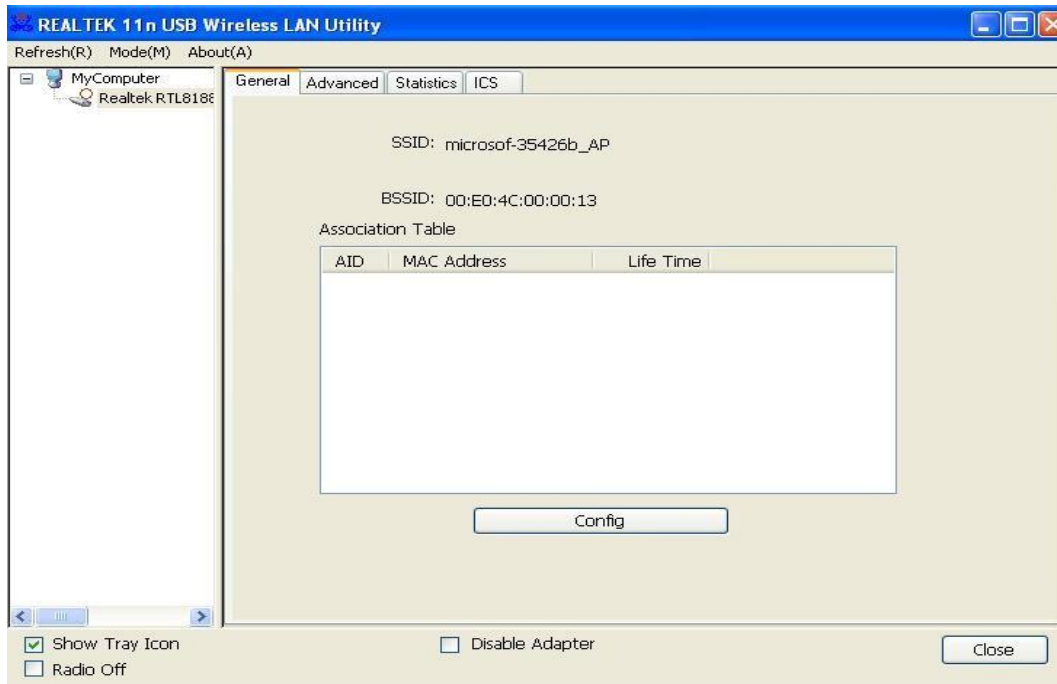 REALTEK 11n USB Wireless LAN Utility
Refresh(R) Mode(M) About(A)
MyComputer
Realtek RTL8188
General Advanced Statistics ICS
SSID: microsof-35426b_AP
BSSID: 00:E0:4C:00:00:13
Association Table
AID MAC Address Life Time
Config
Show Tray Icon
Disable Adapter
Close
Radio Off